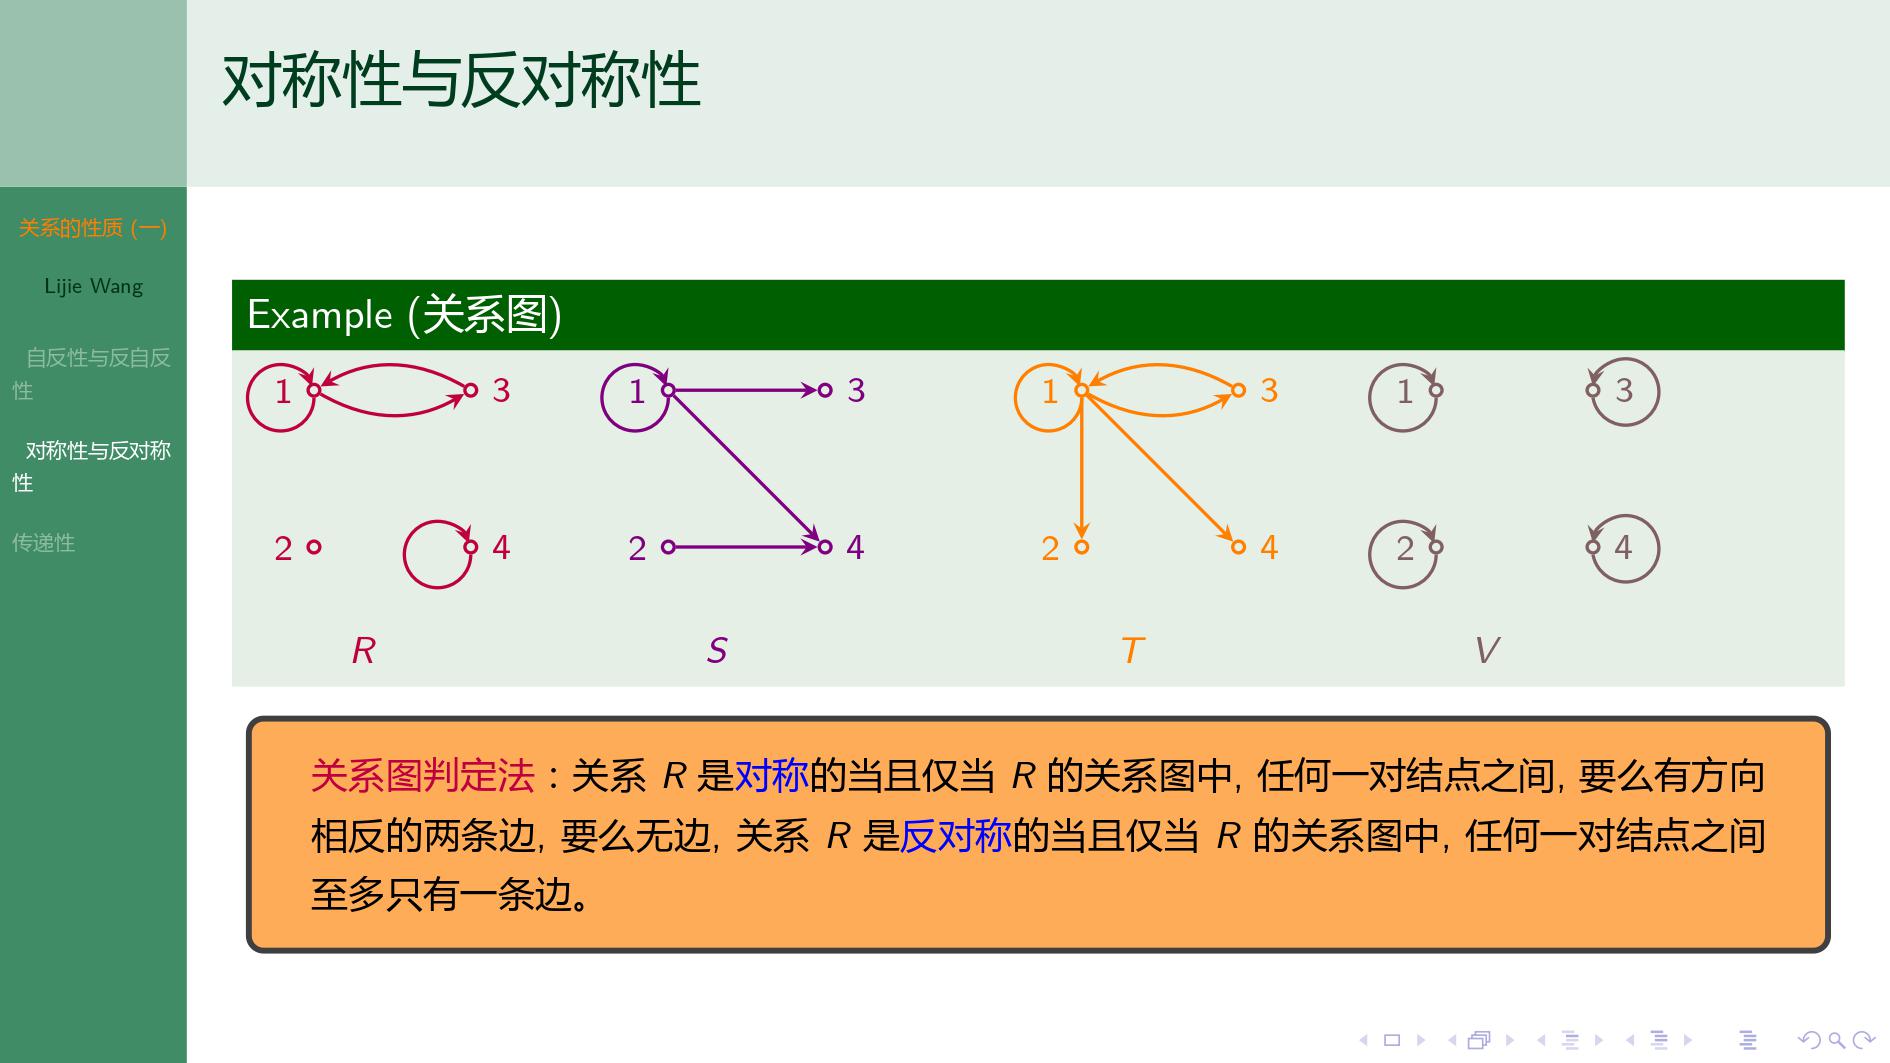 对称性与反对称性
关系的性质 (一)
Lijie Wang
自反性与反自反
性
对称性与反对称
性
传递性
Example (关系图)
1 3 1 3 1 3 1 3
2 4 2 4 2 4 2 4
R S T V
关系图判定法 : 关系 R 是对称的当且仅当 R 的关系图中, 任何一对结点之间, 要么有方向
相反的两条边, 要么无边, 关系 R 是反对称的当且仅当 R 的关系图中, 任何一对结点之间
至多只有一条边。